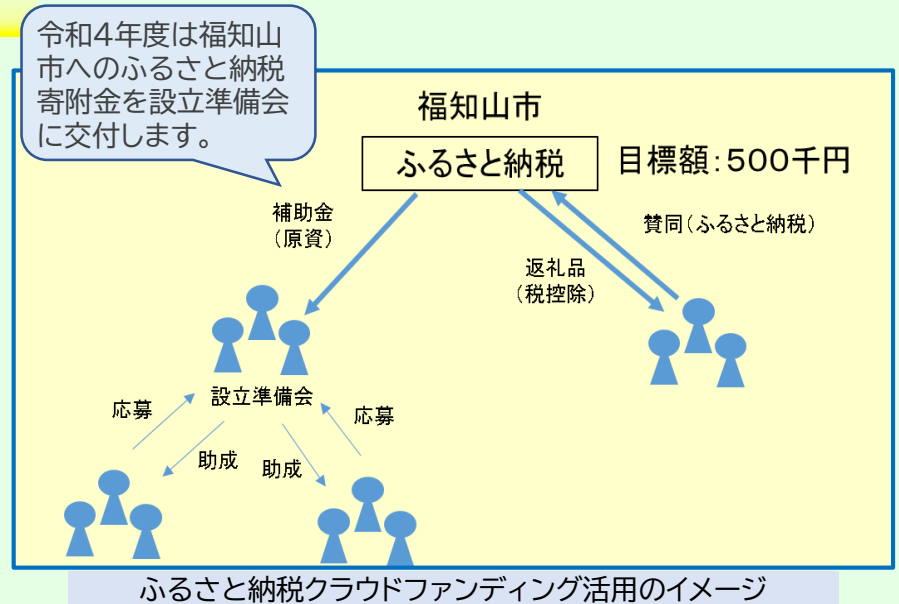 令和4年度は福知山
市へのふるさと納税
寄附金を設立準備会
に交付します。
福知山市
ふるさと納税
目標額:500千円
補助金
(原資)
賛同(ふるさと納税)
返礼品
(税控除)
設立準備会
応募
応募
助成
助成
ふるさと納税クラウドファンディング活用のイメージ